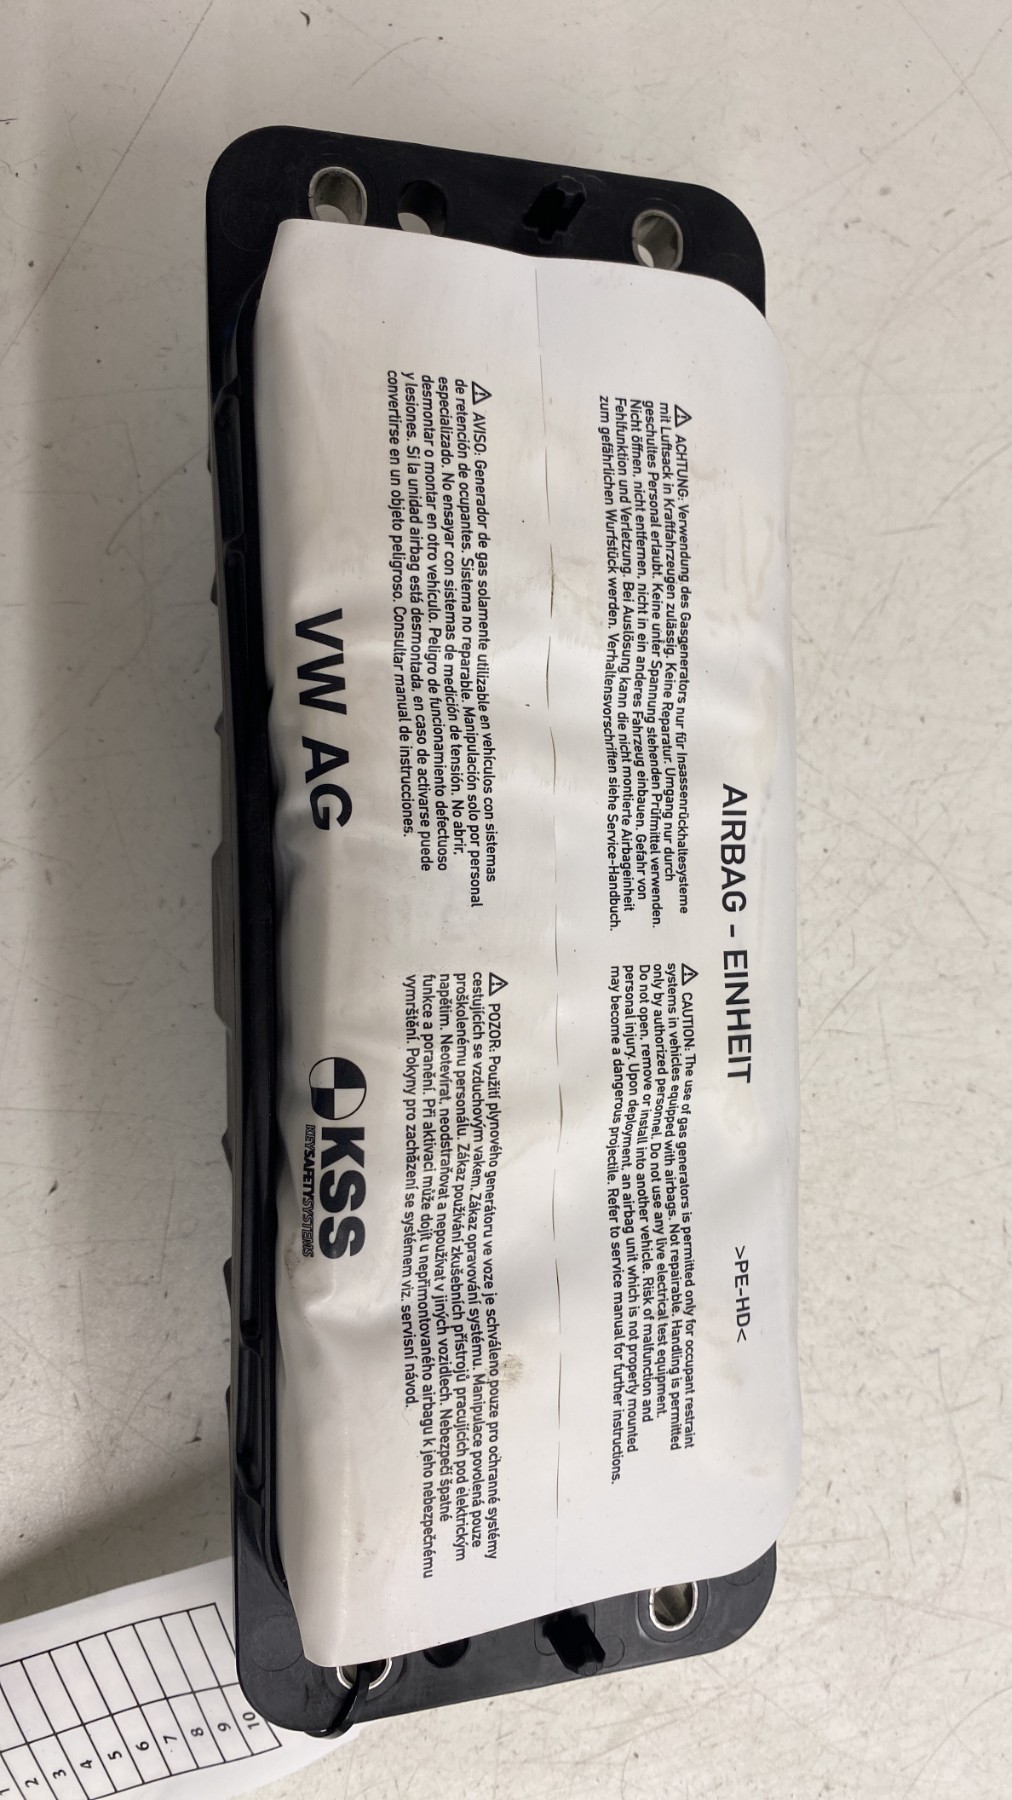 AIRBAG - EINHEIT
>PE-HD<
⚠ ACHTUNG: Verwendung des Gasgenerators nur für Insassenrückhaltesysteme
mit Luftsack in Kraftfahrzeugen zulässig. Keine Reparatur. Umgang nur durch
geschultes Personal erlaubt. Keine unter Spannung stehenden Prüfmittel verwenden.
Nicht öffnen, nicht entfernen, nicht in ein anderes Fahrzeug einbauen. Gefahr von
Fehlfunktion und Verletzung. Bei Auslösung kann die nicht montierte Airbageinheit
zum gefährlichen Wurfstück werden. Verhaltensvorschriften siehe Service-Handbuch.
⚠ CAUTION: The use of gas generators is permitted only for occupant restraint
systems in vehicles equipped with airbags. Not repairable. Handling is permitted
only by authorized personnel. Do not use any live electrical test equipment.
Do not open, remove or install into another vehicle. Risk of malfunction and
personal injury. Upon deployment, an airbag unit which is not properly mounted
may become a dangerous projectile. Refer to service manual for further instructions.
⚠ AVISO: Generador de gas solamente utilizable en vehículos con sistemas
de retención de ocupantes. Sistema no reparable. Manipulación solo por personal
especializado. No ensayar con sistemas de medición de tensión. No abrir,
desmontar o montar en otro vehículo. Peligro de funcionamiento defectuoso
y lesiones. Si la unidad airbag está desmontada, en caso de activarse puede
convertirse en un objeto peligroso. Consultar manual de instrucciones.
⚠ POZOR: Použití plynového generátoru ve voze je schváleno pouze pro ochranné systémy
cestujících se vzduchovým vakem. Zákaz opravování systému. Manipulace povolená pouze
proškolenému personálu. Zákaz používání zkušebních přístrojů pracujících pod elektrickým
napětím. Neotevírat, neodstraňovat a nepoužívat v jiných vozidlech. Nebezpečí špatné
funkce a poranění. Při aktivaci může dojít u nepřimontovaného airbagu k jeho nebezpečnému
vymrštění. Pokyny pro zacházení se systémem viz. servisní návod.
VW AG
KSS
KEYSAFETYSYSTEMS
1
2
3
4
5
6
7
8
9
10